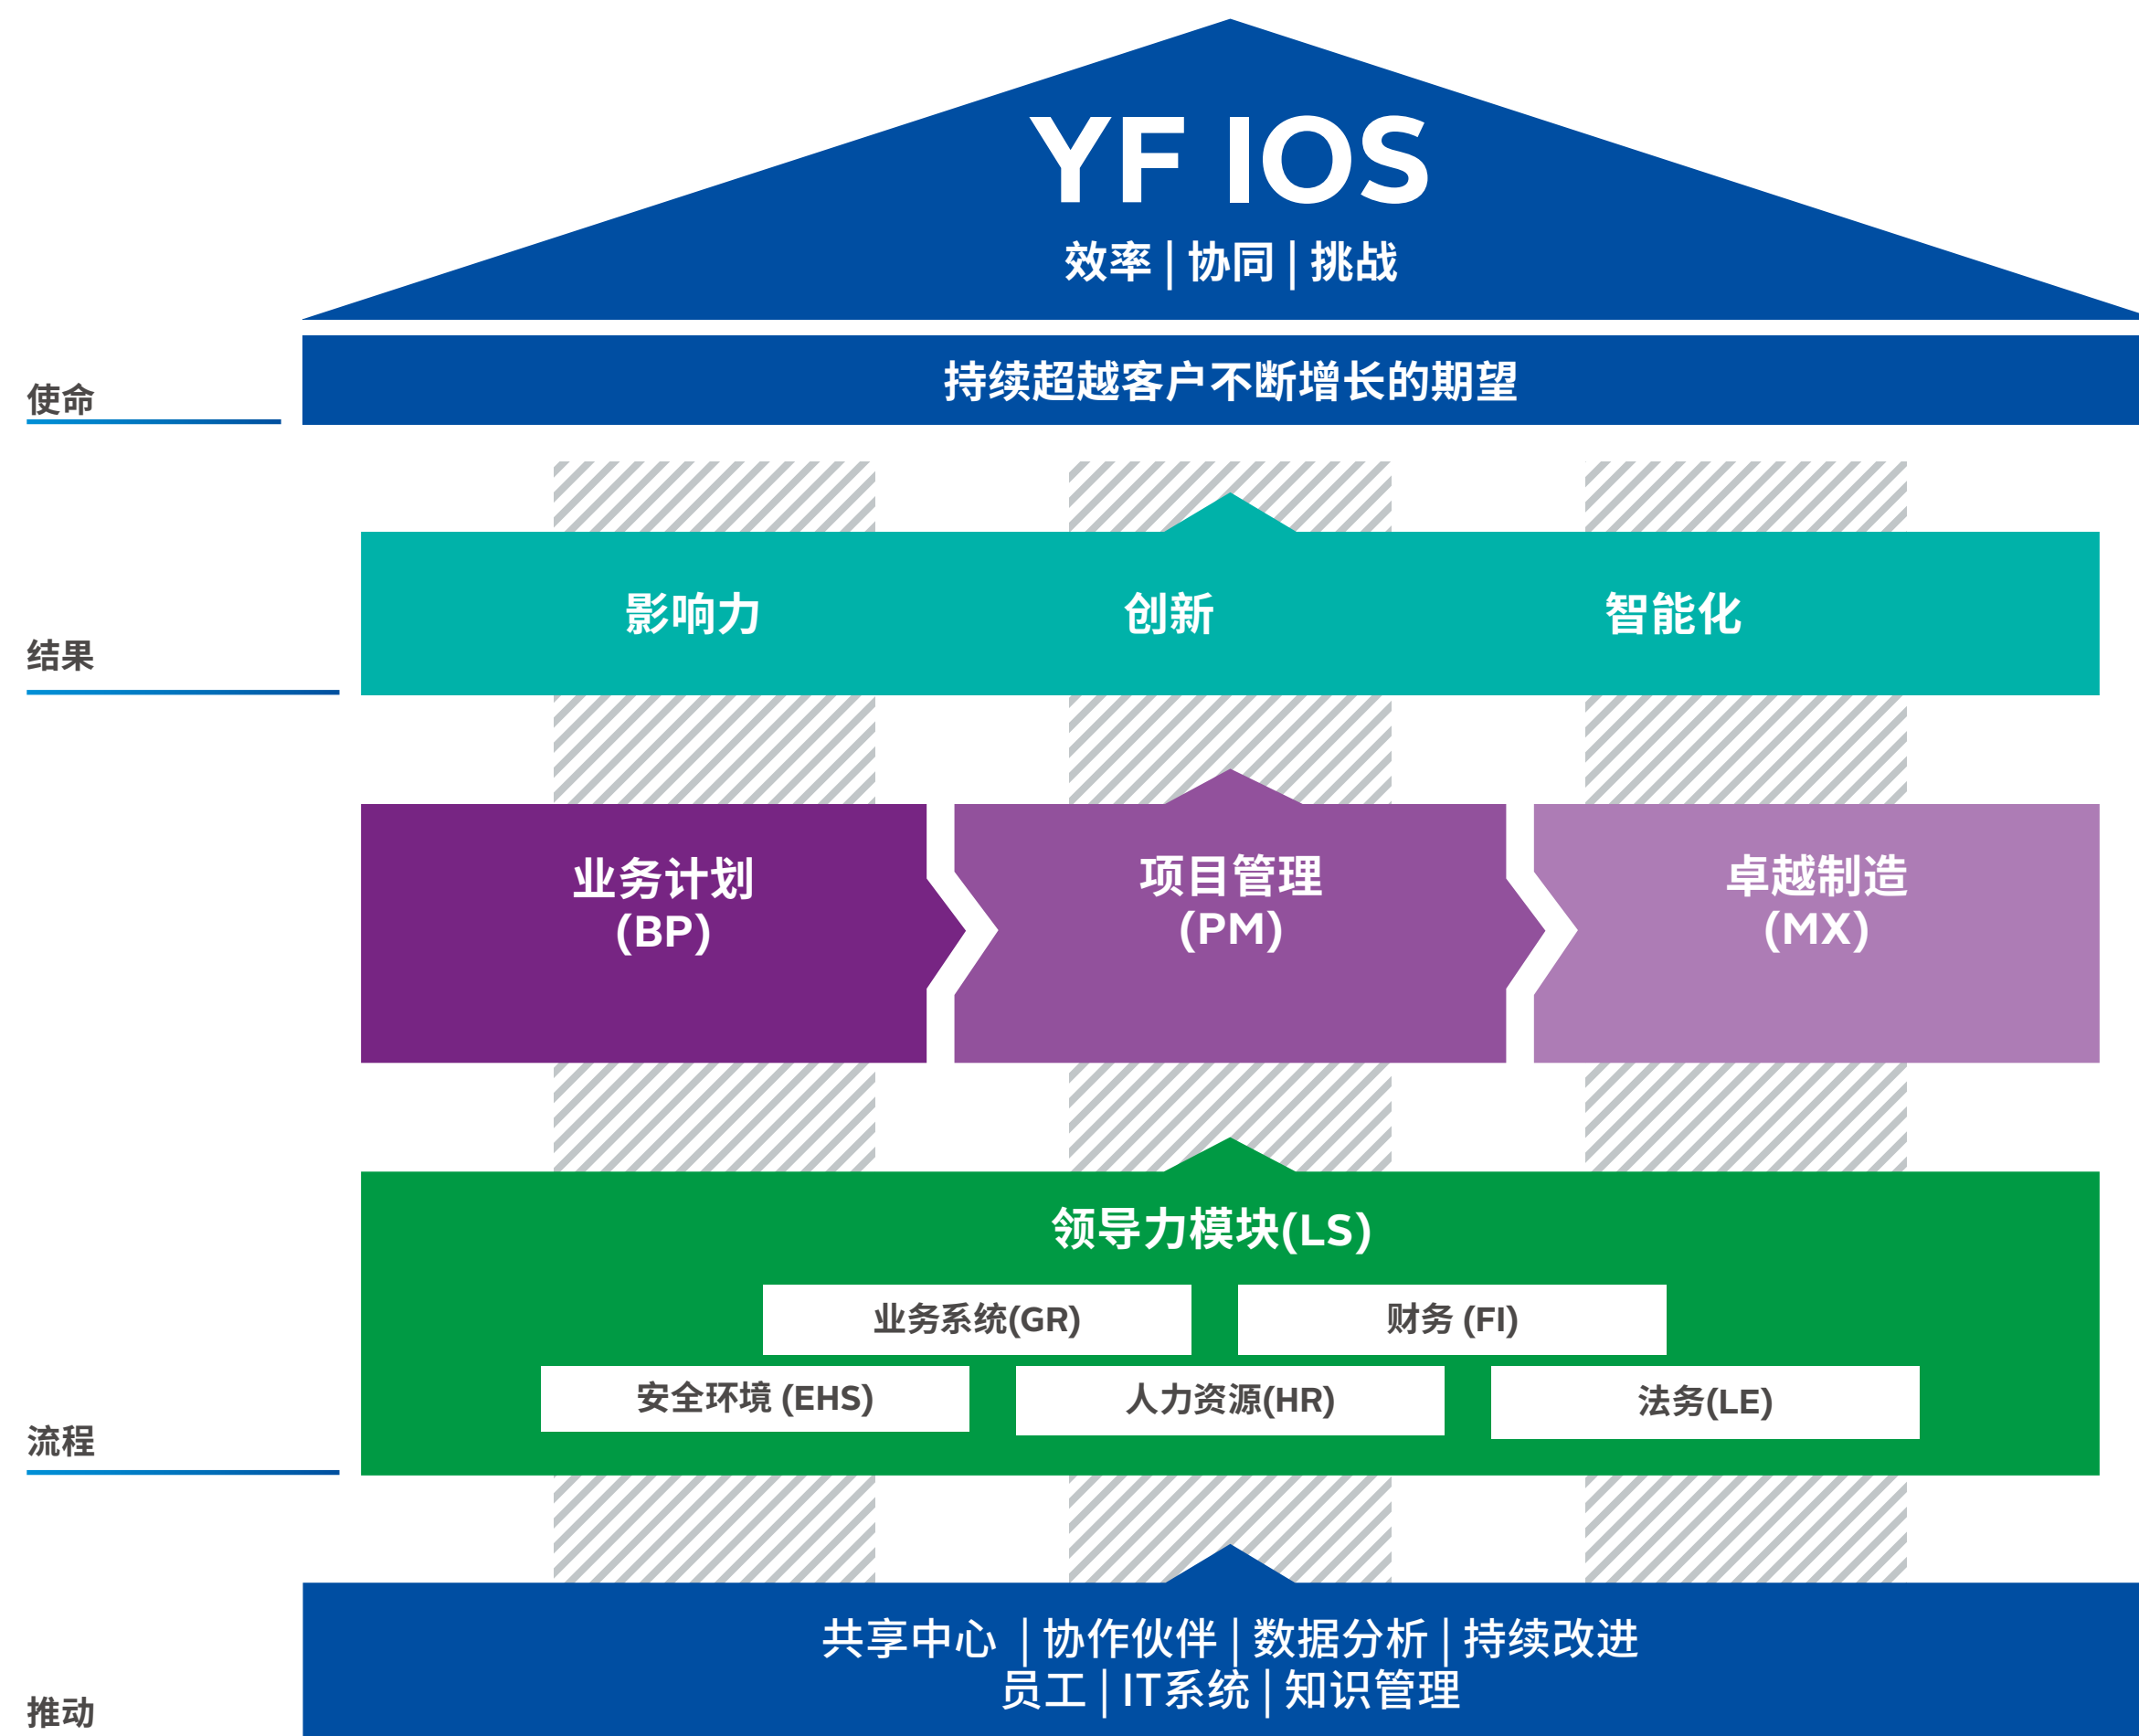 YF IOS
效率 | 协同 | 挑战
使命
持续超越客户不断增长的期望
结果
影响力
创新
智能化
业务计划
(BP)
项目管理
(PM)
卓越制造
(MX)
流程
领导力模块(LS)
业务系统(GR)
财务 (FI)
安全环境 (EHS)
人力资源(HR)
法务(LE)
推动
共享中心 | 协作伙伴 | 数据分析 | 持续改进
员工 | IT系统 | 知识管理